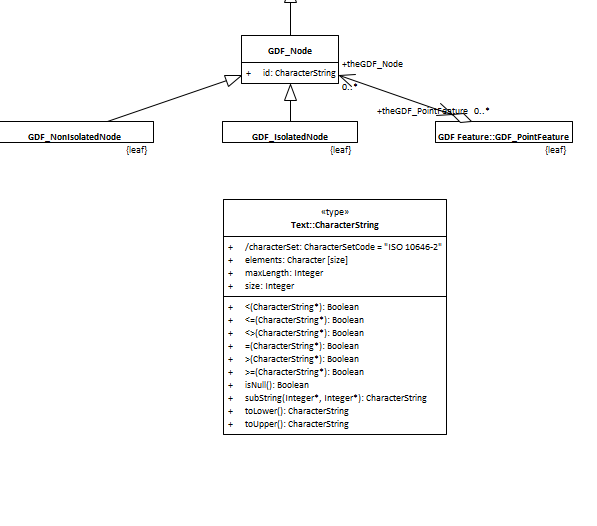 GDF_Node
+ id: CharacterString
+theGDF_Node
0..*
+theGDF_PointFeature 0..*
GDF_NonIsolatedNode
{leaf}
GDF_IsolatedNode
{leaf}
GDF Feature::GDF_PointFeature
{leaf}
«type»
Text::CharacterString
+ /characterSet: CharacterSetCode = "ISO 10646-2"
+ elements: Character [size]
+ maxLength: Integer
+ size: Integer
+ <(CharacterString*): Boolean
+ <=(CharacterString*): Boolean
+ <>(CharacterString*): Boolean
+ =(CharacterString*): Boolean
+ >(CharacterString*): Boolean
+ >=(CharacterString*): Boolean
+ isNull(): Boolean
+ subString(Integer*, Integer*): CharacterString
+ toLower(): CharacterString
+ toUpper(): CharacterString